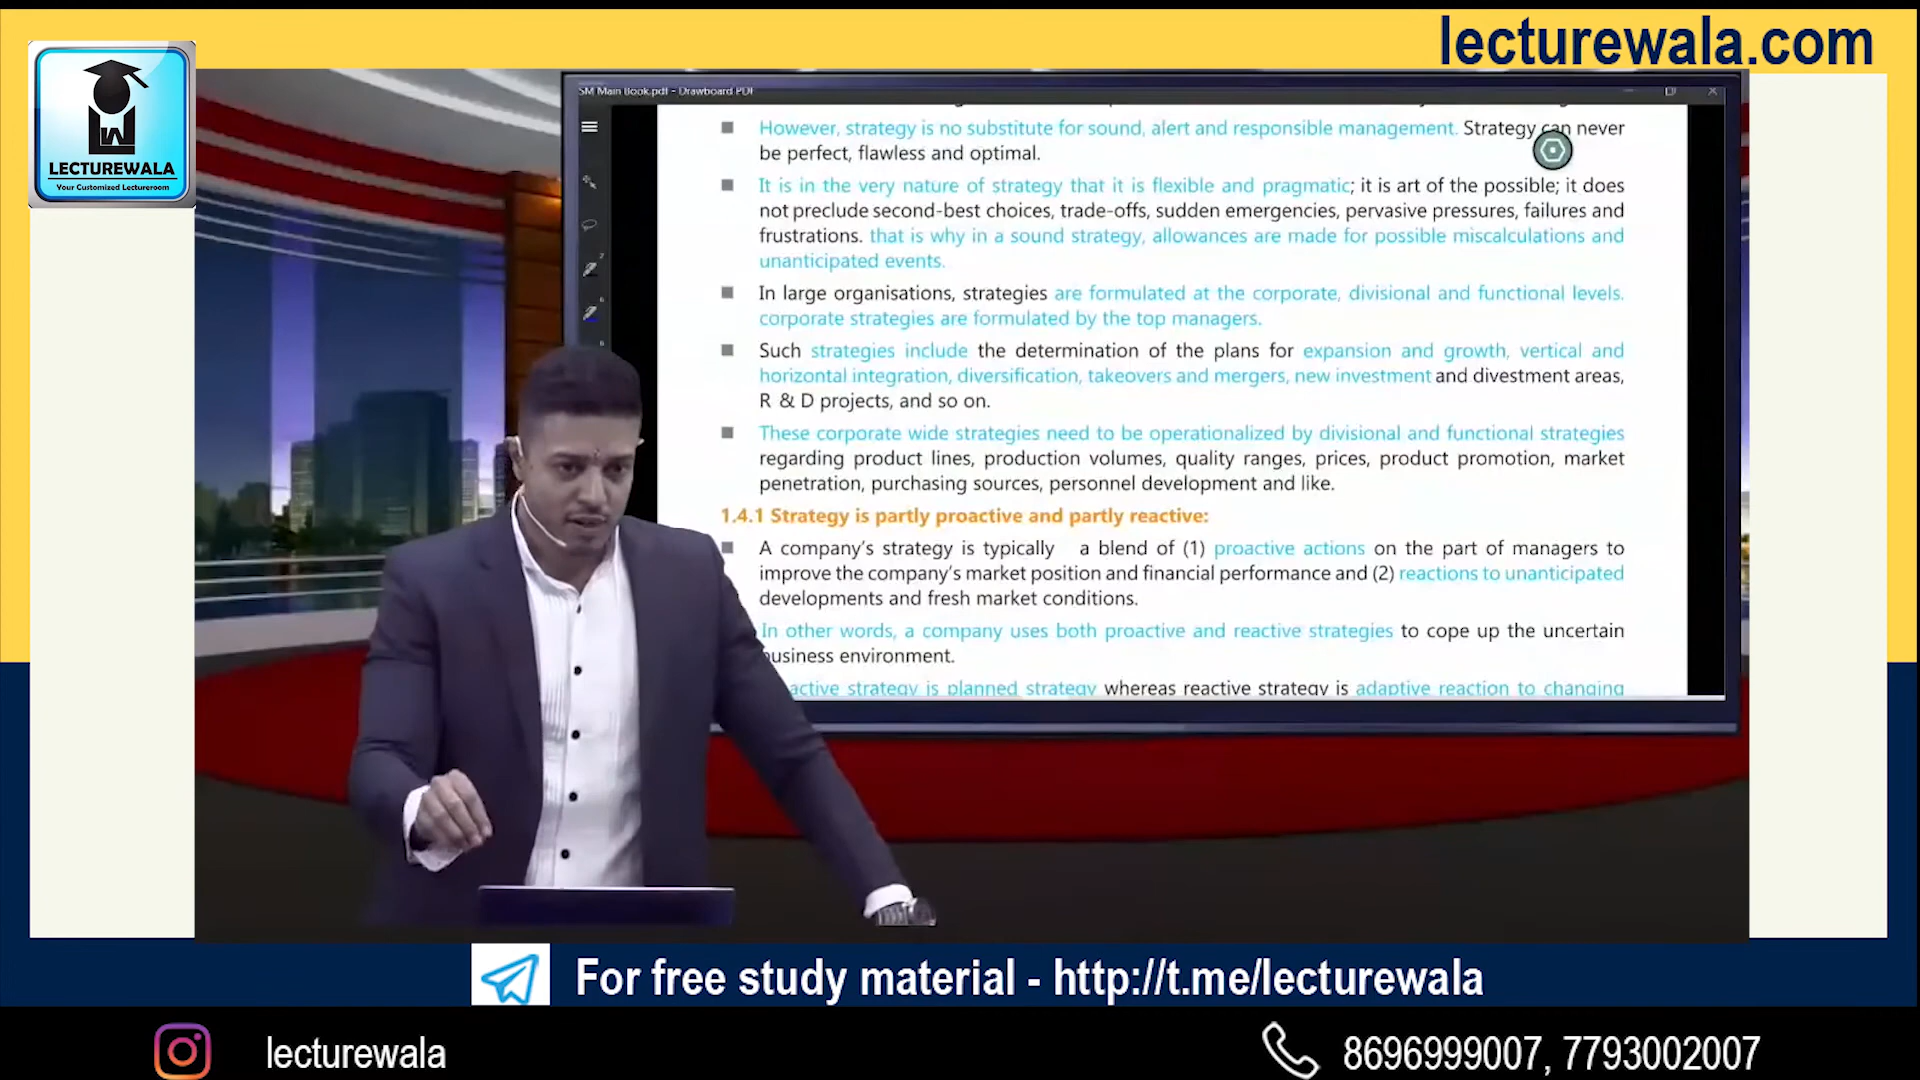 lecturewala.com
LW
LECTUREWALA
Your Customized Lectureroom
SM Main Book.pdf - Drawboard PDF
However, strategy is no substitute for sound, alert and responsible management. Strategy can never
be perfect, flawless and optimal.
It is in the very nature of strategy that it is flexible and pragmatic; it is art of the possible; it does
not preclude second-best choices, trade-offs, sudden emergencies, pervasive pressures, failures and
frustrations. that is why in a sound strategy, allowances are made for possible miscalculations and
unanticipated events.
In large organisations, strategies are formulated at the corporate, divisional and functional levels.
corporate strategies are formulated by the top managers.
Such strategies include the determination of the plans for expansion and growth, vertical and
horizontal integration, diversification, takeovers and mergers, new investment and divestment areas,
R & D projects, and so on.
These corporate wide strategies need to be operationalized by divisional and functional strategies
regarding product lines, production volumes, quality ranges, prices, product promotion, market
penetration, purchasing sources, personnel development and like.
1.4.1 Strategy is partly proactive and partly reactive:
A company's strategy is typically a blend of (1) proactive actions on the part of managers to
improve the company's market position and financial performance and (2) reactions to unanticipated
developments and fresh market conditions.
In other words, a company uses both proactive and reactive strategies to cope up the uncertain
business environment.
active strategy is planned strategy whereas reactive strategy is adaptive reaction to changing
For free study material - http://t.me/lecturewala
lecturewala
8696999007, 7793002007